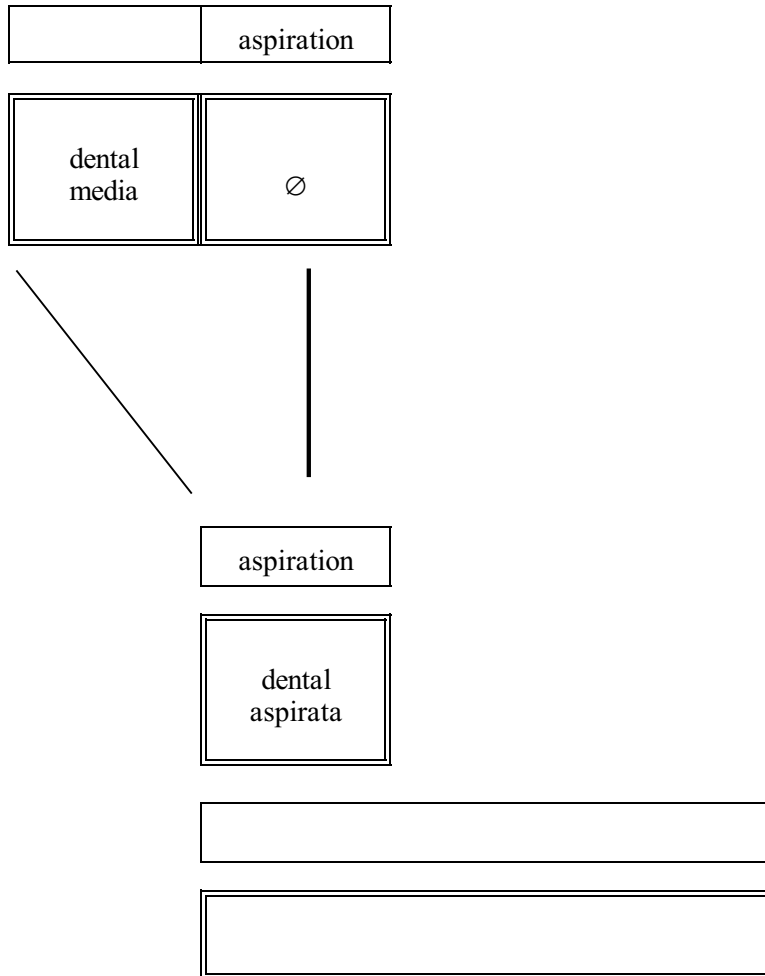 aspiration
dental
media
∅
aspiration
dental
aspirata